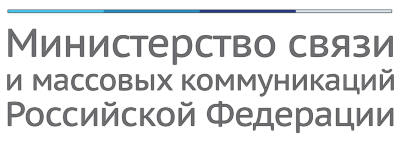 Министерство связи
и массовых коммуникаций
Российской Федерации